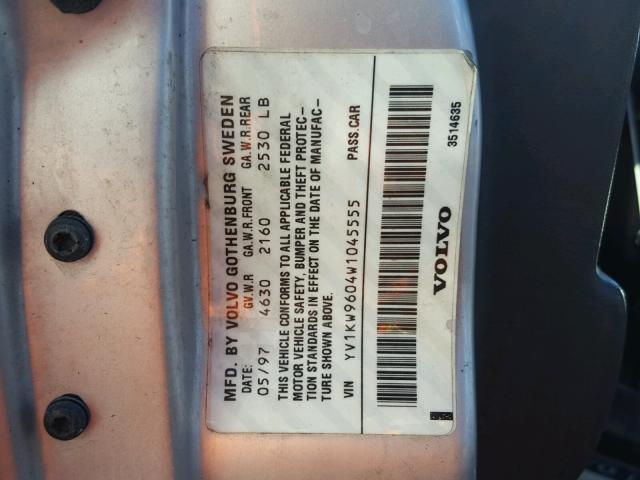 MFD. BY VOLVO GOTHENBURG SWEDEN
DATE: GV.W.R GA.W.R.FRONT GA.W.R.REAR
05/97 4630 2160 2530 LB
THIS VEHICLE CONFORMS TO ALL APPLICABLE FEDERAL
MOTOR VEHICLE SAFETY, BUMPER AND THEFT PROTEC-
TION STANDARDS IN EFFECT ON THE DATE OF MANUFAC-
TURE SHOWN ABOVE.
VIN YV1KW9604W1045555 PASS.CAR
VOLVO 3514635